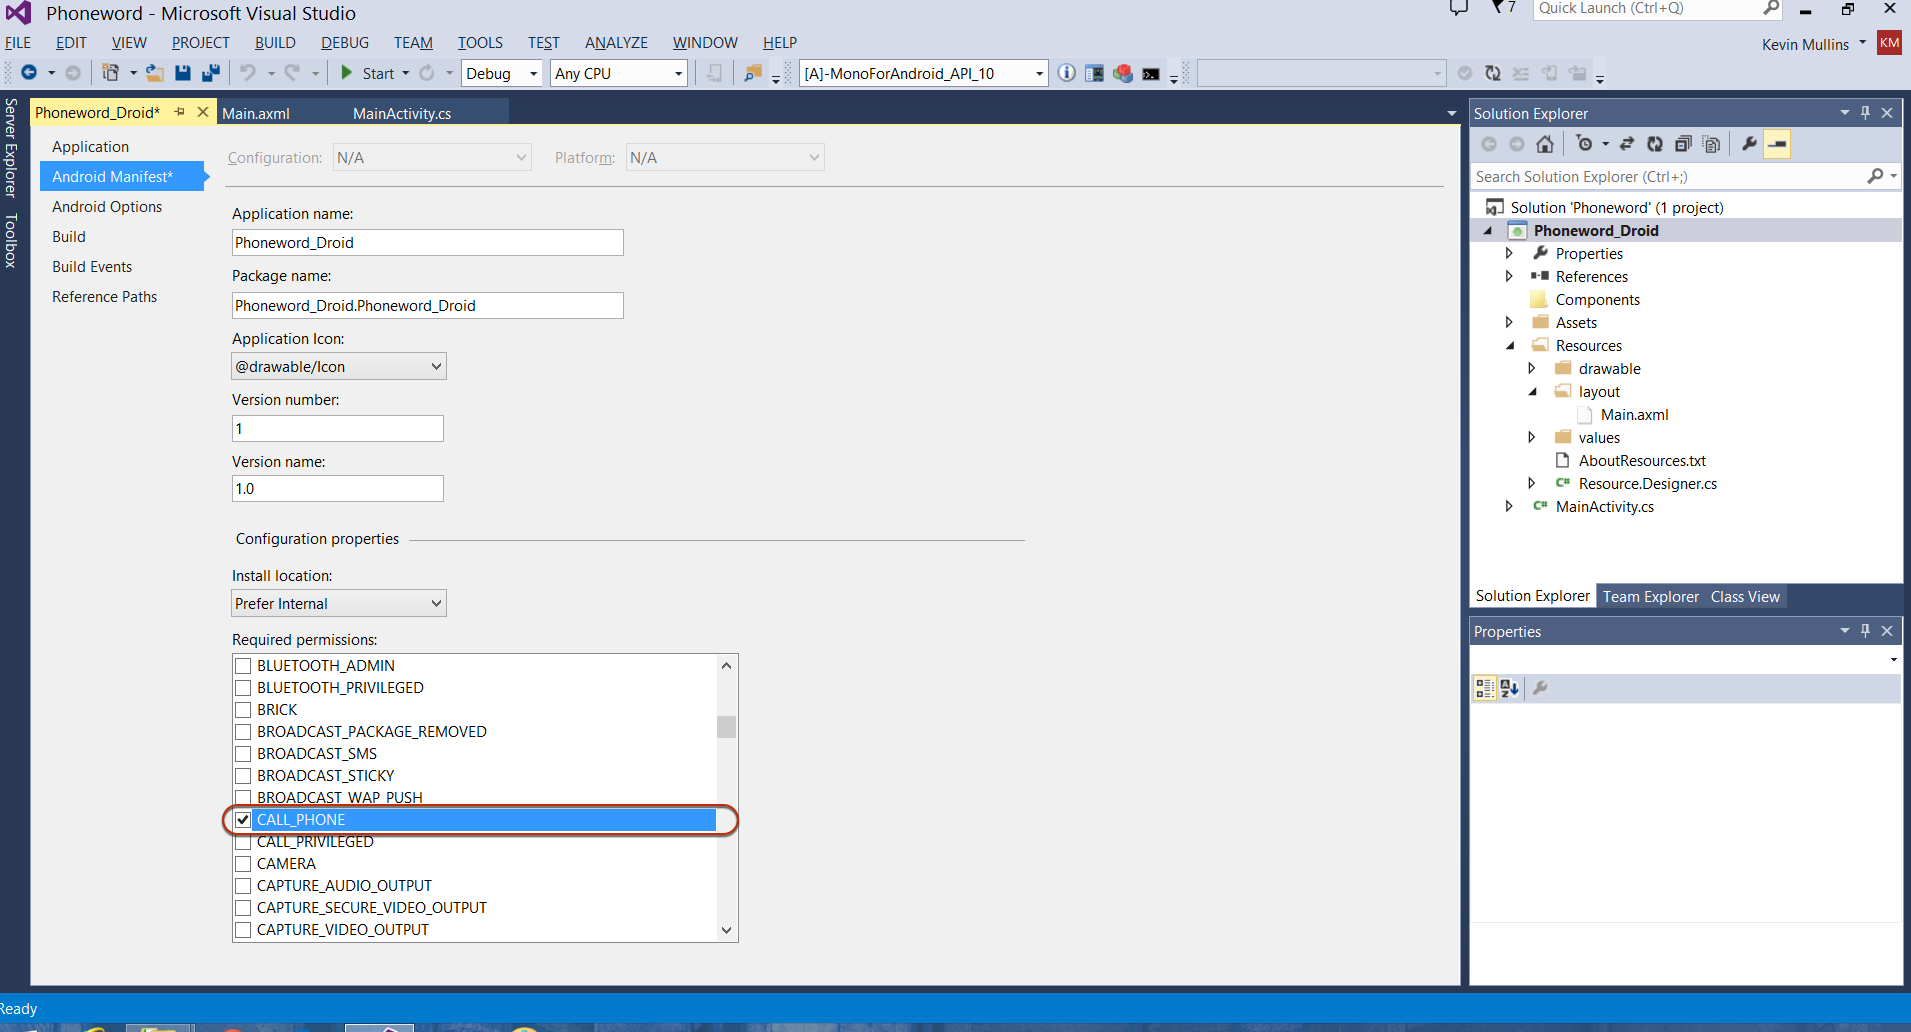 Phoneword - Microsoft Visual Studio
7
Quick Launch (Ctrl+Q)
FILE EDIT VIEW PROJECT BUILD DEBUG TEAM TOOLS TEST ANALYZE WINDOW HELP
Kevin Mullins KM
Start Debug Any CPU [A]-MonoForAndroid_API_10
Server Explorer
Toolbox
Phoneword_Droid* Main.axml MainActivity.cs
Application
Android Manifest*
Android Options
Build
Build Events
Reference Paths
Configuration: N/A Platform: N/A
Application name:
Phoneword_Droid
Package name:
Phoneword_Droid.Phoneword_Droid
Application Icon:
@drawable/Icon
Version number:
1
Version name:
1.0
Configuration properties
Install location:
Prefer Internal
Required permissions:
BLUETOOTH_ADMIN
BLUETOOTH_PRIVILEGED
BRICK
BROADCAST_PACKAGE_REMOVED
BROADCAST_SMS
BROADCAST_STICKY
BROADCAST_WAP_PUSH
CALL_PHONE
CALL_PRIVILEGED
CAMERA
CAPTURE_AUDIO_OUTPUT
CAPTURE_SECURE_VIDEO_OUTPUT
CAPTURE_VIDEO_OUTPUT
Solution Explorer
Search Solution Explorer (Ctrl+;)
Solution 'Phoneword' (1 project)
Phoneword_Droid
Properties
References
Components
Assets
Resources
drawable
layout
Main.axml
values
AboutResources.txt
C# Resource.Designer.cs
C# MainActivity.cs
Solution Explorer Team Explorer Class View
Properties
Ready